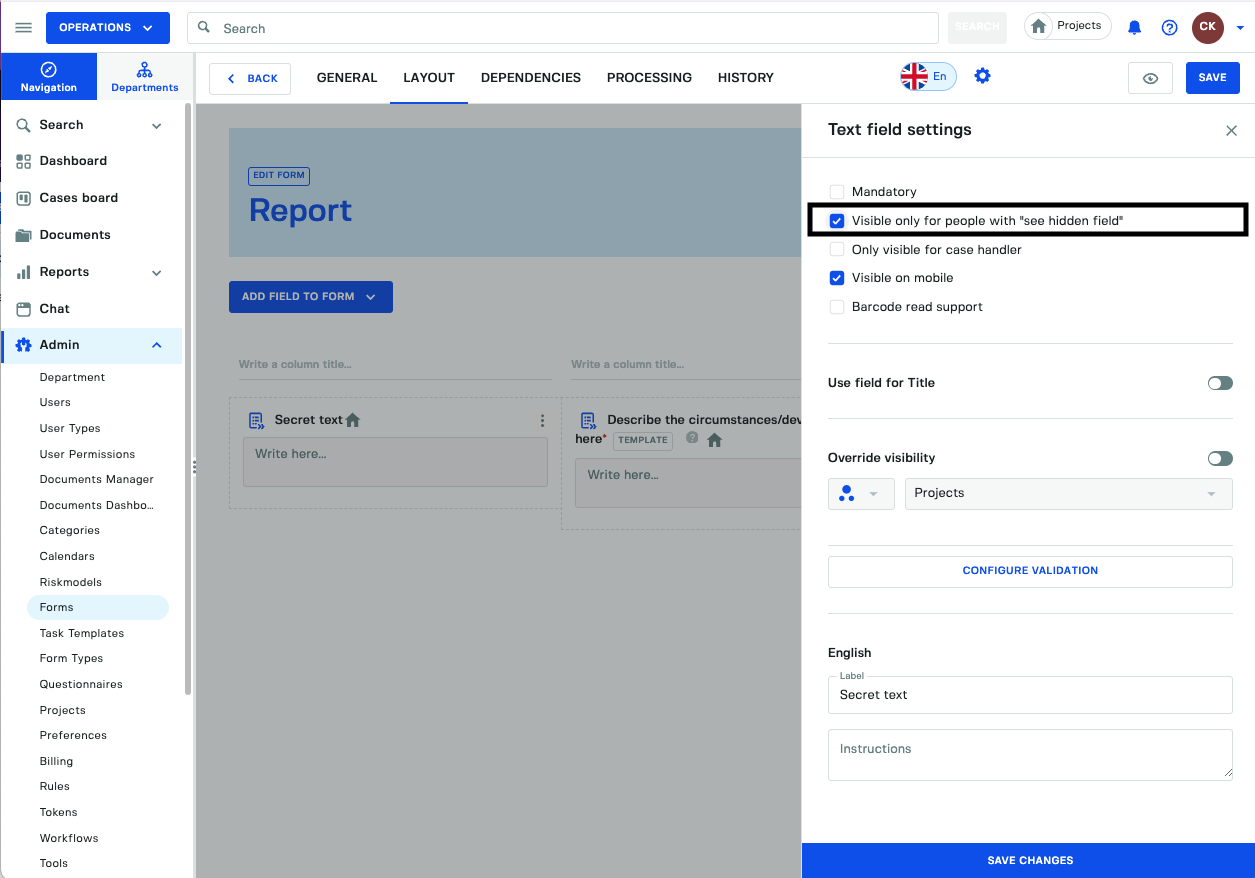 OPERATIONS
Search
SEARCH
Projects
CK
Navigation
Departments
BACK
GENERAL
LAYOUT
DEPENDENCIES
PROCESSING
HISTORY
En
SAVE
Search
Dashboard
Cases board
Documents
Reports
Chat
Admin
Department
Users
User Types
User Permissions
Documents Manager
Documents Dashbo...
Categories
Calendars
Riskmodels
Forms
Task Templates
Form Types
Questionnaires
Projects
Preferences
Billing
Rules
Tokens
Workflows
Tools
EDIT FORM
Report
ADD FIELD TO FORM
Write a column title...
Write a column title...
Secret text
Write here...
Describe the circumstances/dev
here* TEMPLATE ?
Write here...
Text field settings
Mandatory
Visible only for people with "see hidden field"
Only visible for case handler
Visible on mobile
Barcode read support
Use field for Title
Override visibility
Projects
CONFIGURE VALIDATION
English
Label
Secret text
Instructions
SAVE CHANGES